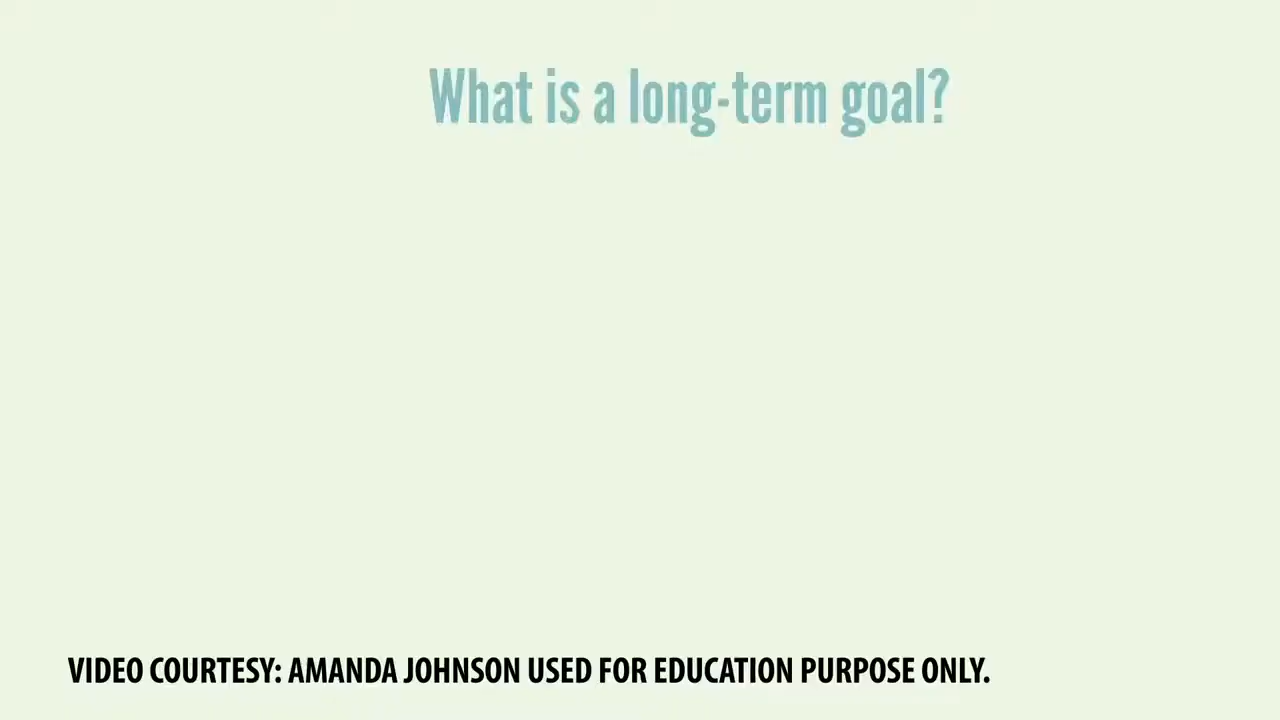 What is a long-term goal?
VIDEO COURTESY: AMANDA JOHNSON USED FOR EDUCATION PURPOSE ONLY.